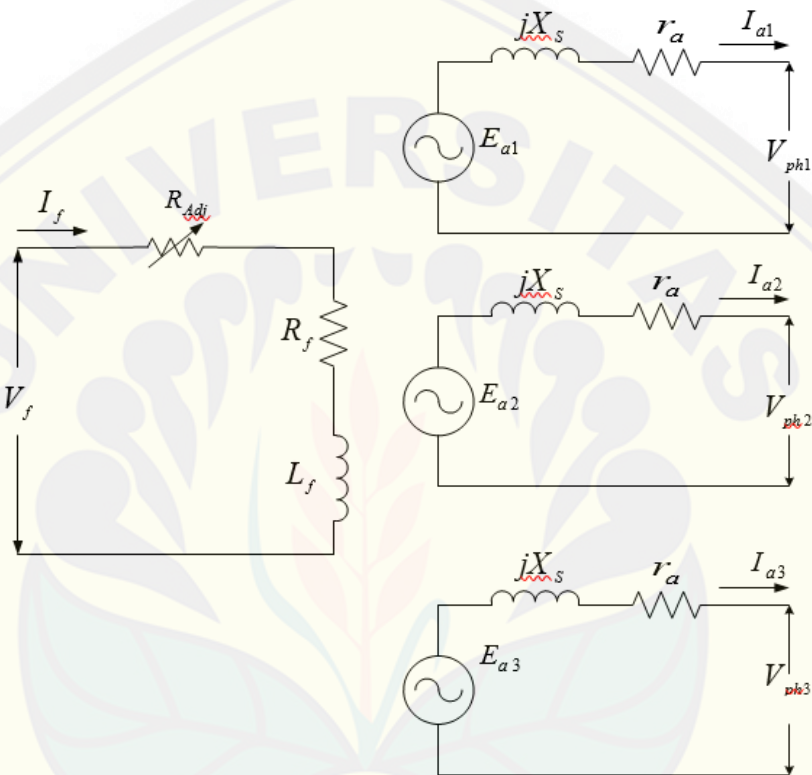 UNIVERSITAS
jX_s r_a I_a1
E_a1
V_ph1
I_f R_Adj
R_f
V_f
L_f
jX_s r_a I_a2
E_a2
V_ph2
jX_s r_a I_a3
E_a3
V_ph3